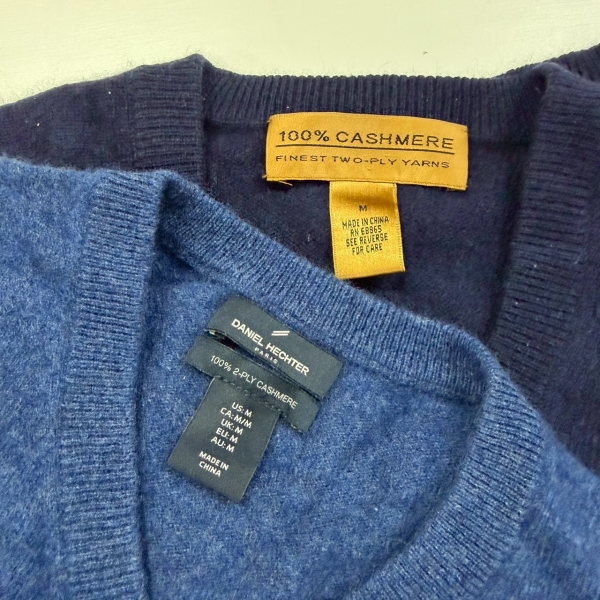 100% CASHMERE
FINEST TWO-PLY YARNS
M
MADE IN CHINA
RN 68965
SEE REVERSE
FOR CARE
DANIEL HECHTER
PARIS
100% 2-PLY CASHMERE
US: M
CA: M/M
UK: M
EU: M
AU: M
MADE IN
CHINA